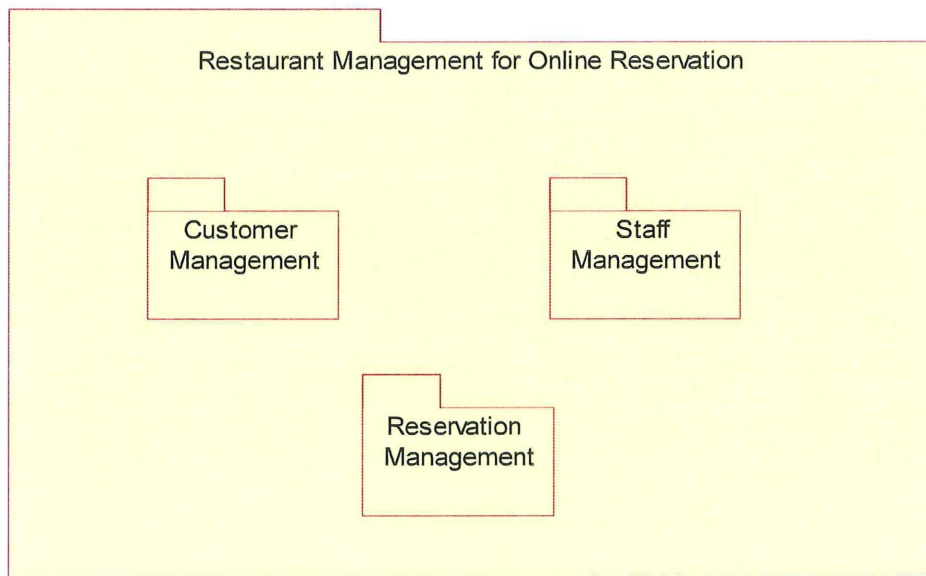 Restaurant Management for Online Reservation
Customer
Management
Staff
Management
Reservation
Management